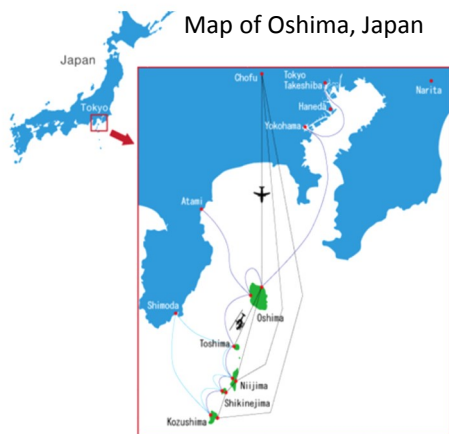 Map of Oshima, Japan
Japan
Tokyo
Chofu
Tokyo
Takeshiba
Narita
Haneda
Yokohama
Atami
Shimoda
Oshima
Toshima
Niijima
Shikinejima
Kozushima